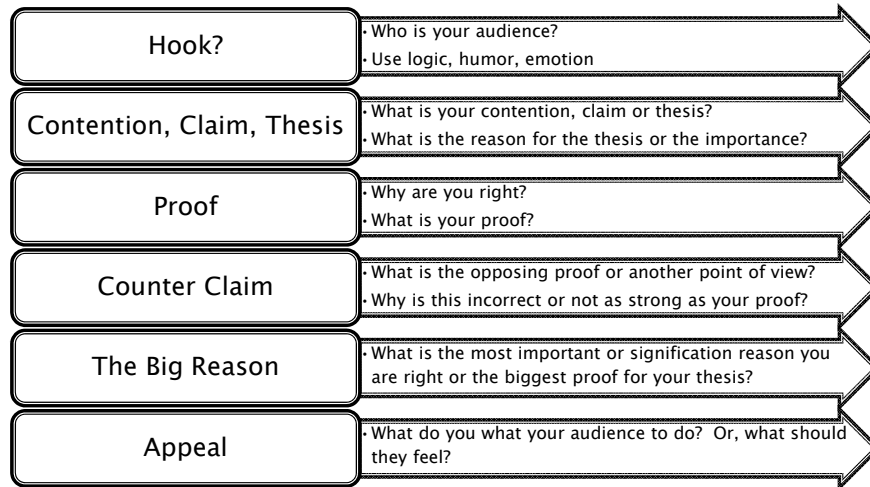 Hook?
• Who is your audience?
• Use logic, humor, emotion
Contention, Claim, Thesis
• What is your contention, claim or thesis?
• What is the reason for the thesis or the importance?
Proof
• Why are you right?
• What is your proof?
Counter Claim
• What is the opposing proof or another point of view?
• Why is this incorrect or not as strong as your proof?
The Big Reason
• What is the most important or signification reason you
are right or the biggest proof for your thesis?
Appeal
• What do you what your audience to do?  Or, what should
they feel?